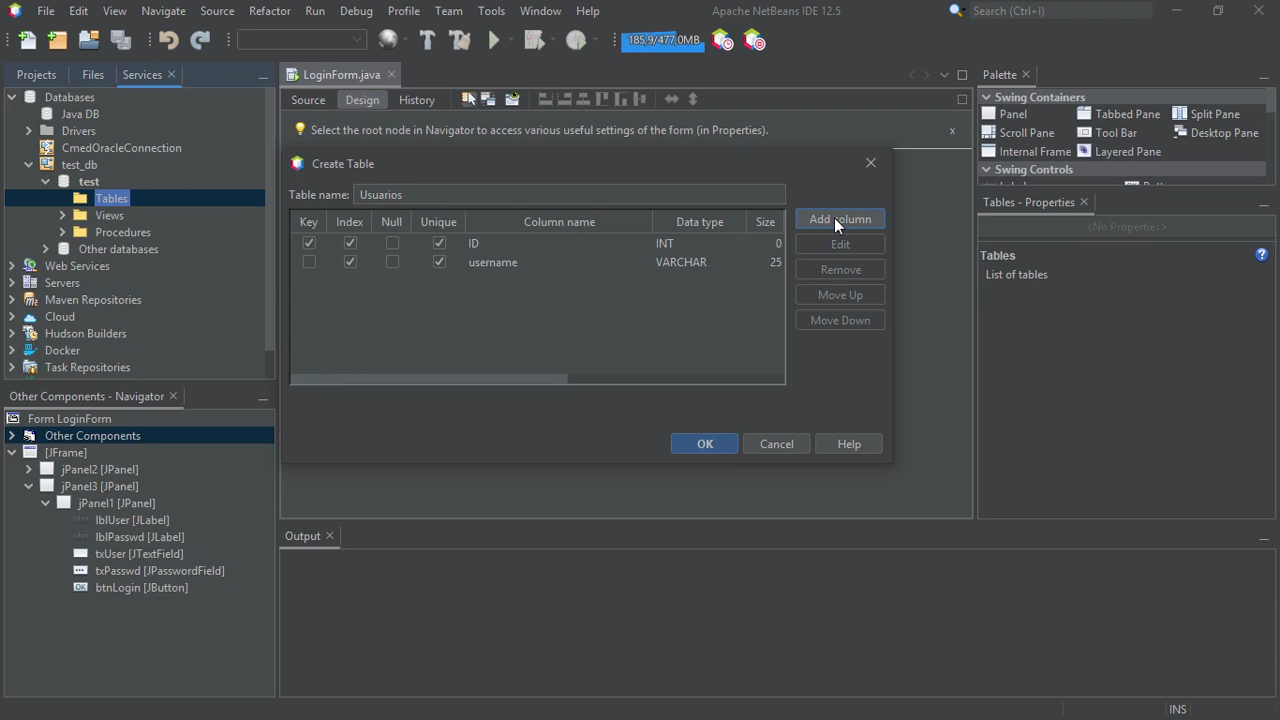 File Edit View Navigate Source Refactor Run Debug Profile Team Tools Window Help Apache NetBeans IDE 12.5 Search (Ctrl+I)
185,9/477,0MB
Projects Files Services LoginForm.java Palette
Databases
Java DB
Drivers
CmedOracleConnection
test_db
test
Tables
Views
Procedures
Other databases
Web Services
Servers
Maven Repositories
Cloud
Hudson Builders
Docker
Task Repositories
Source Design History
Select the root node in Navigator to access various useful settings of the form (in Properties). x
Create Table
Table name: Usuarios
Key Index Null Unique Column name Data type Size
ID INT 0
username VARCHAR 25
Add column
Edit
Remove
Move Up
Move Down
OK Cancel Help
Swing Containers
Panel Tabbed Pane Split Pane
Scroll Pane Tool Bar Desktop Pane
Internal Frame Layered Pane
Swing Controls
Tables - Properties
<No Properties>
Tables
List of tables
Other Components - Navigator
Form LoginForm
Other Components
[JFrame]
jPanel2 [JPanel]
jPanel3 [JPanel]
jPanel1 [JPanel]
lblUser [JLabel]
lblPasswd [JLabel]
txUser [JTextField]
txPasswd [JPasswordField]
OK btnLogin [JButton]
Output
INS